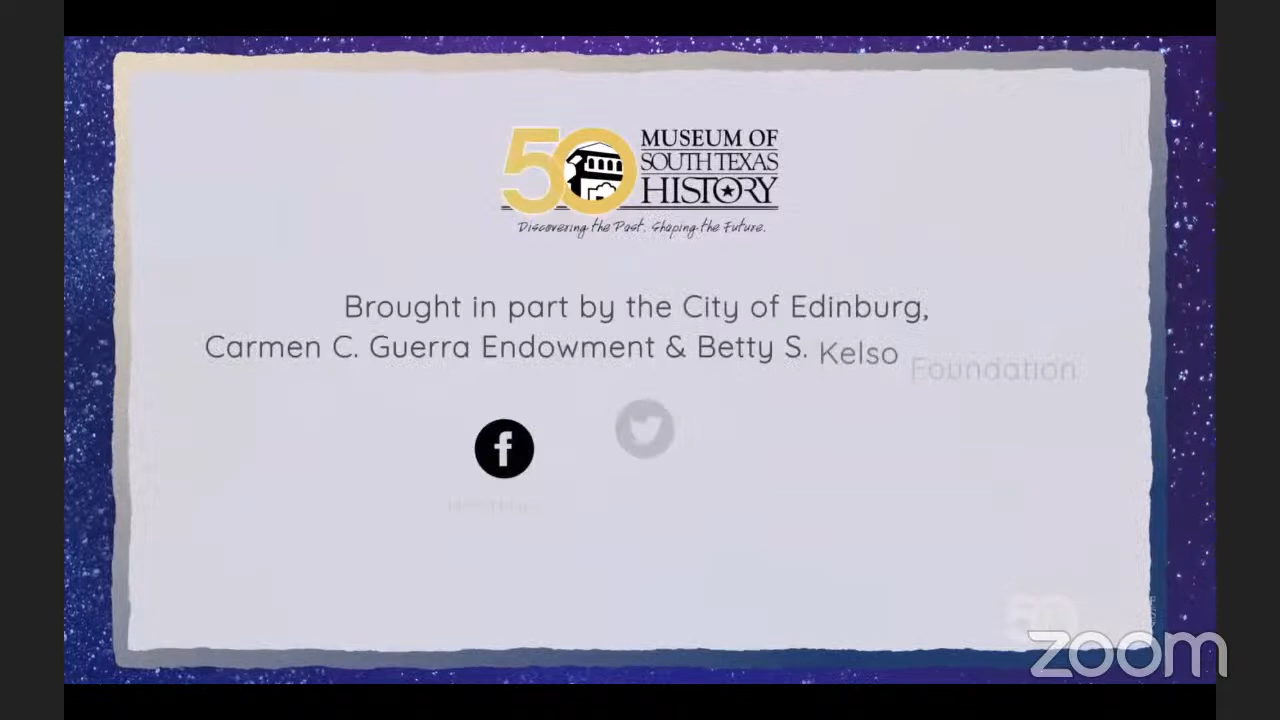 50 MUSEUM OF
SOUTH TEXAS
HISTORY
Discovering the Past. Shaping the Future.
Brought in part by the City of Edinburg,
Carmen C. Guerra Endowment & Betty S. Kelso Foundation
f
50
zoom